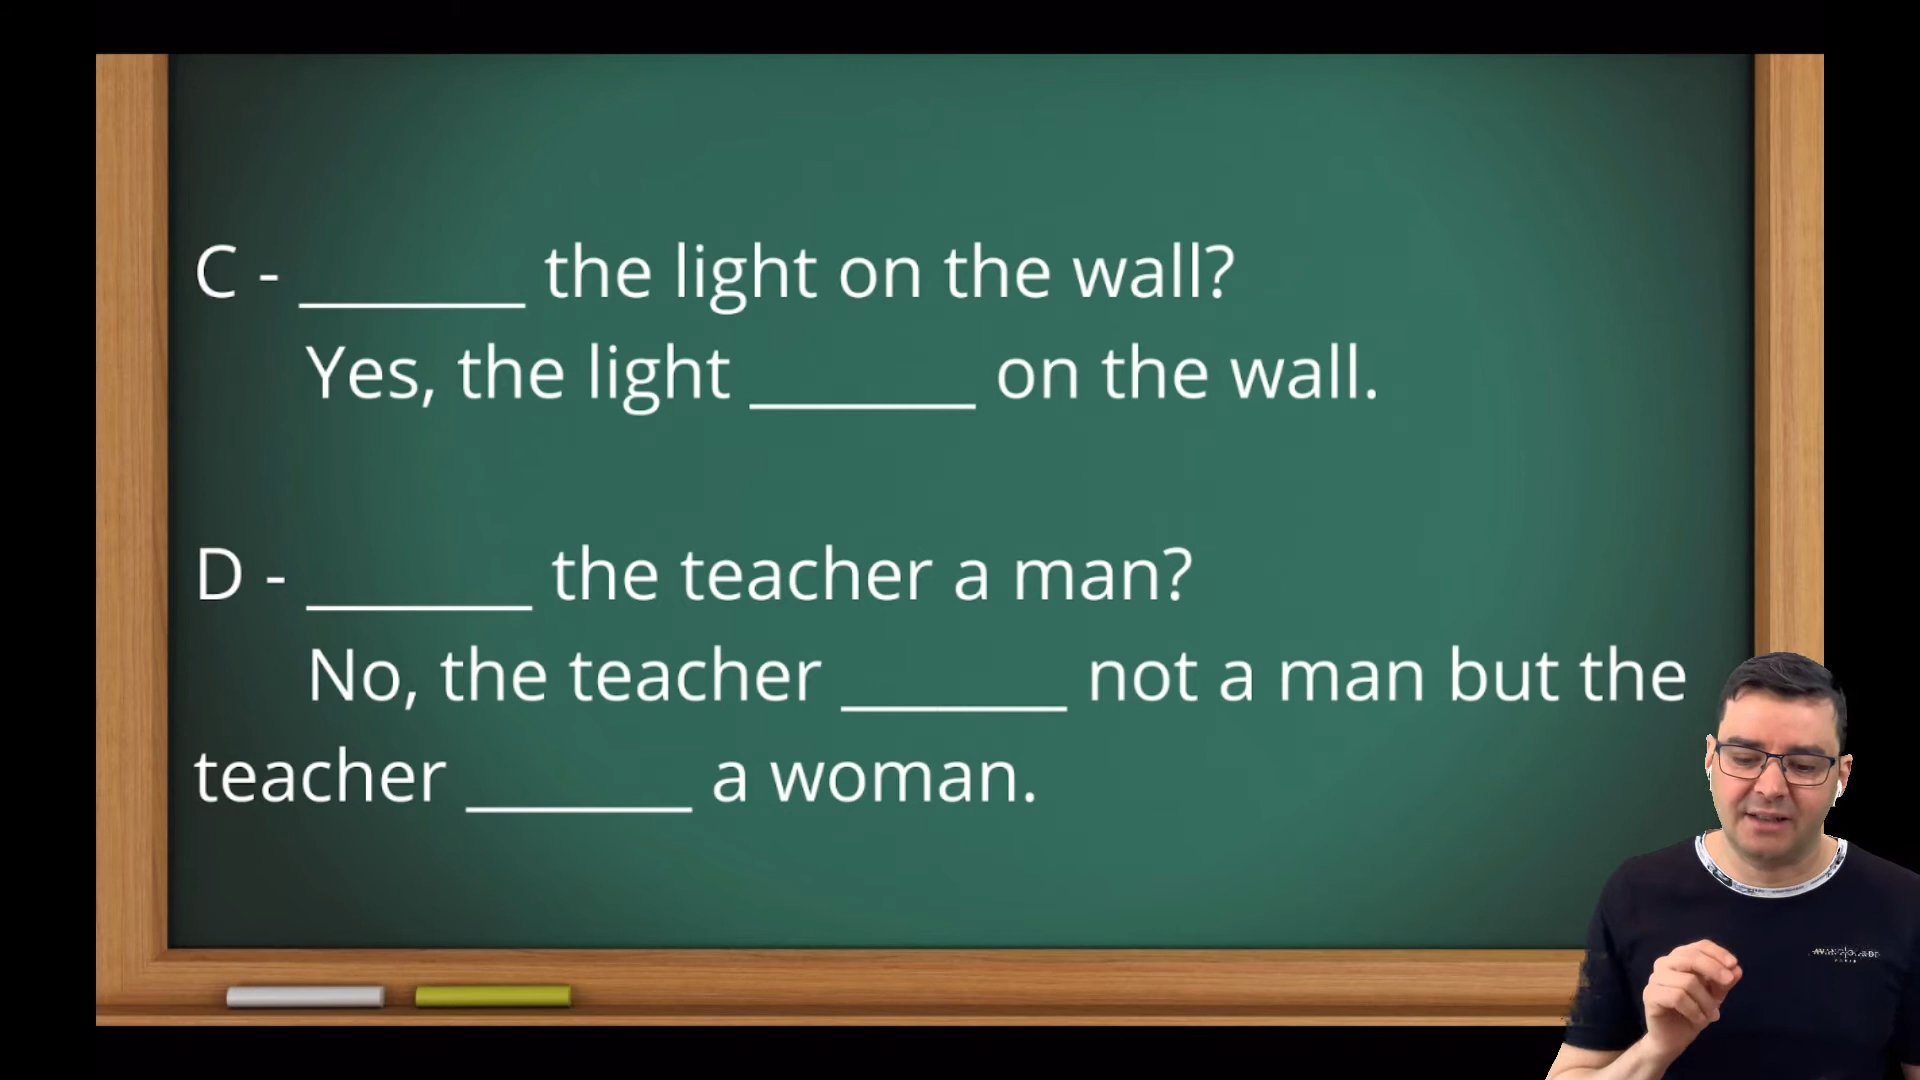 C - _______ the light on the wall?
Yes, the light _______ on the wall.
D - _______ the teacher a man?
No, the teacher _______ not a man but the
teacher _______ a woman.